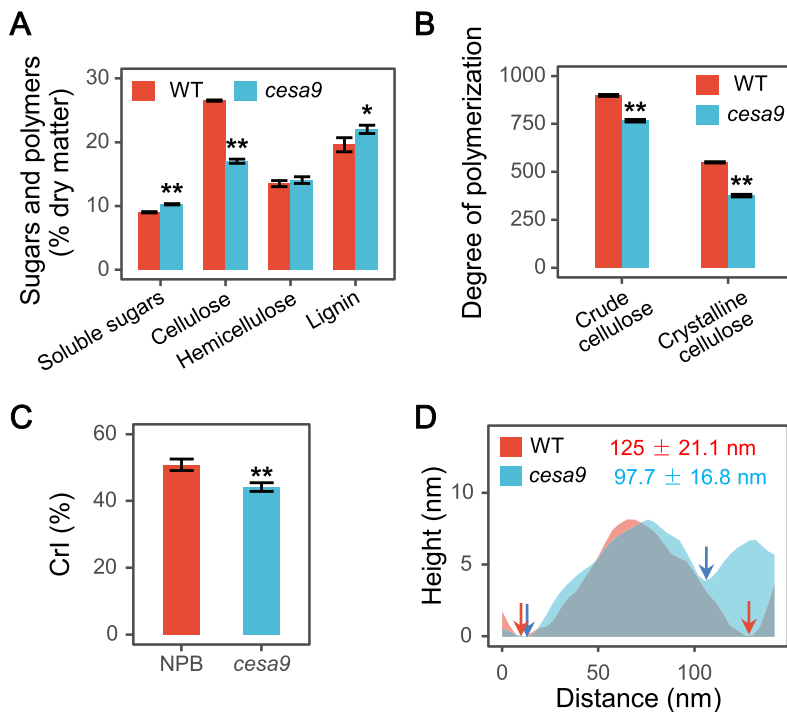 A
Sugars and polymers
(% dry matter)
30
20
10
0
WT cesa9
**
**
*
Soluble sugars
Cellulose
Hemicellulose
Lignin
B
Degree of polymerization
1000
750
500
250
0
WT
cesa9
**
**
Crude
cellulose
Crystalline
cellulose
C
CrI (%)
60
40
20
0
**
NPB
cesa9
D
Height (nm)
10
5
0
WT 125 ± 21.1 nm
cesa9 97.7 ± 16.8 nm
0
50
100
Distance (nm)